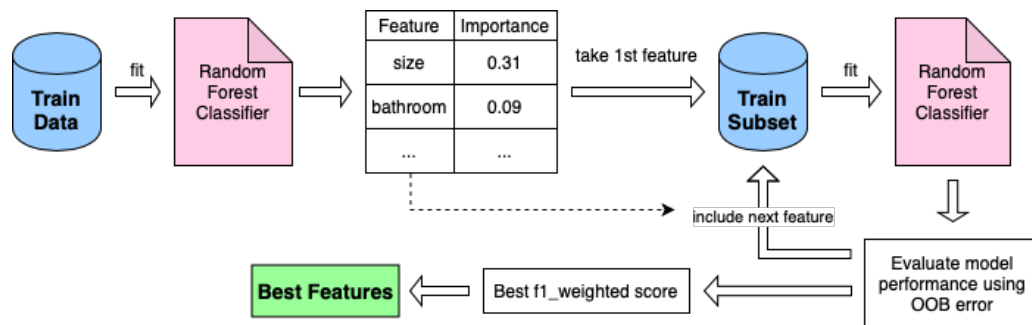 Train
Data
fit
Random
Forest
Classifier
Feature Importance
size 0.31
bathroom 0.09
... ...
take 1st feature
Train
Subset
fit
Random
Forest
Classifier
include next feature
Evaluate model
performance using
OOB error
Best f1_weighted score
Best Features